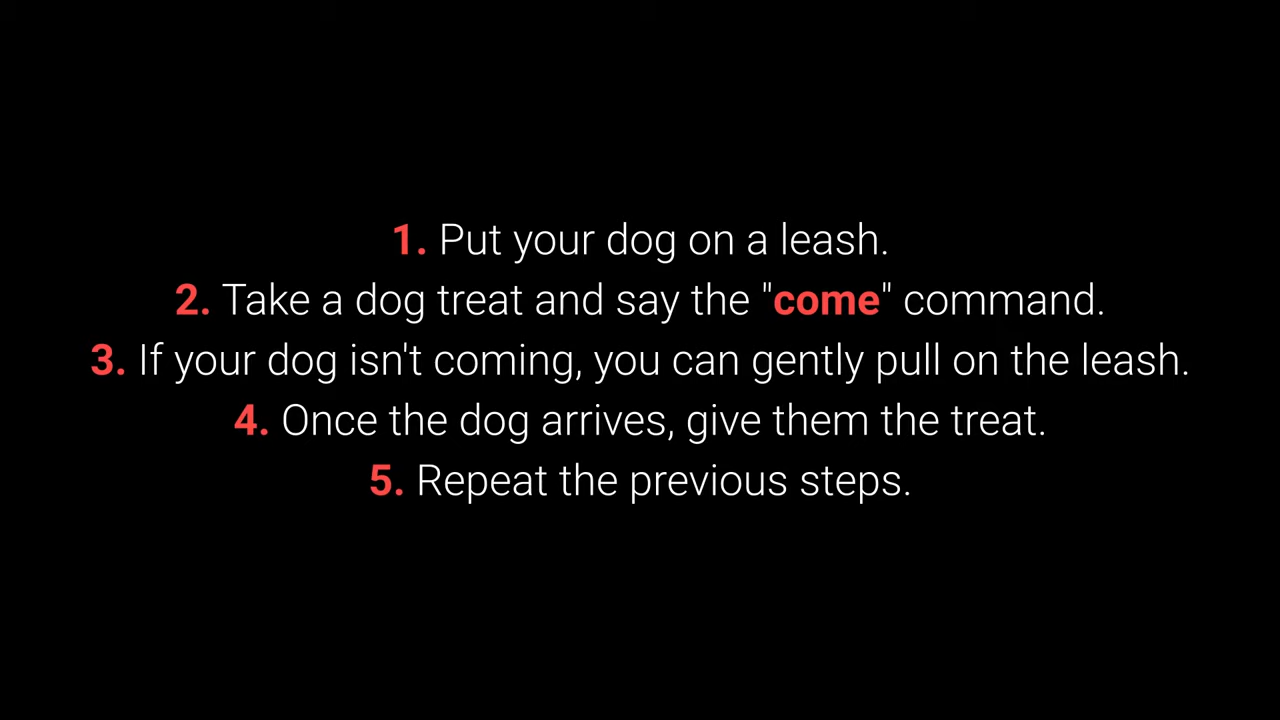 1. Put your dog on a leash.
2. Take a dog treat and say the "come" command.
3. If your dog isn't coming, you can gently pull on the leash.
4. Once the dog arrives, give them the treat.
5. Repeat the previous steps.